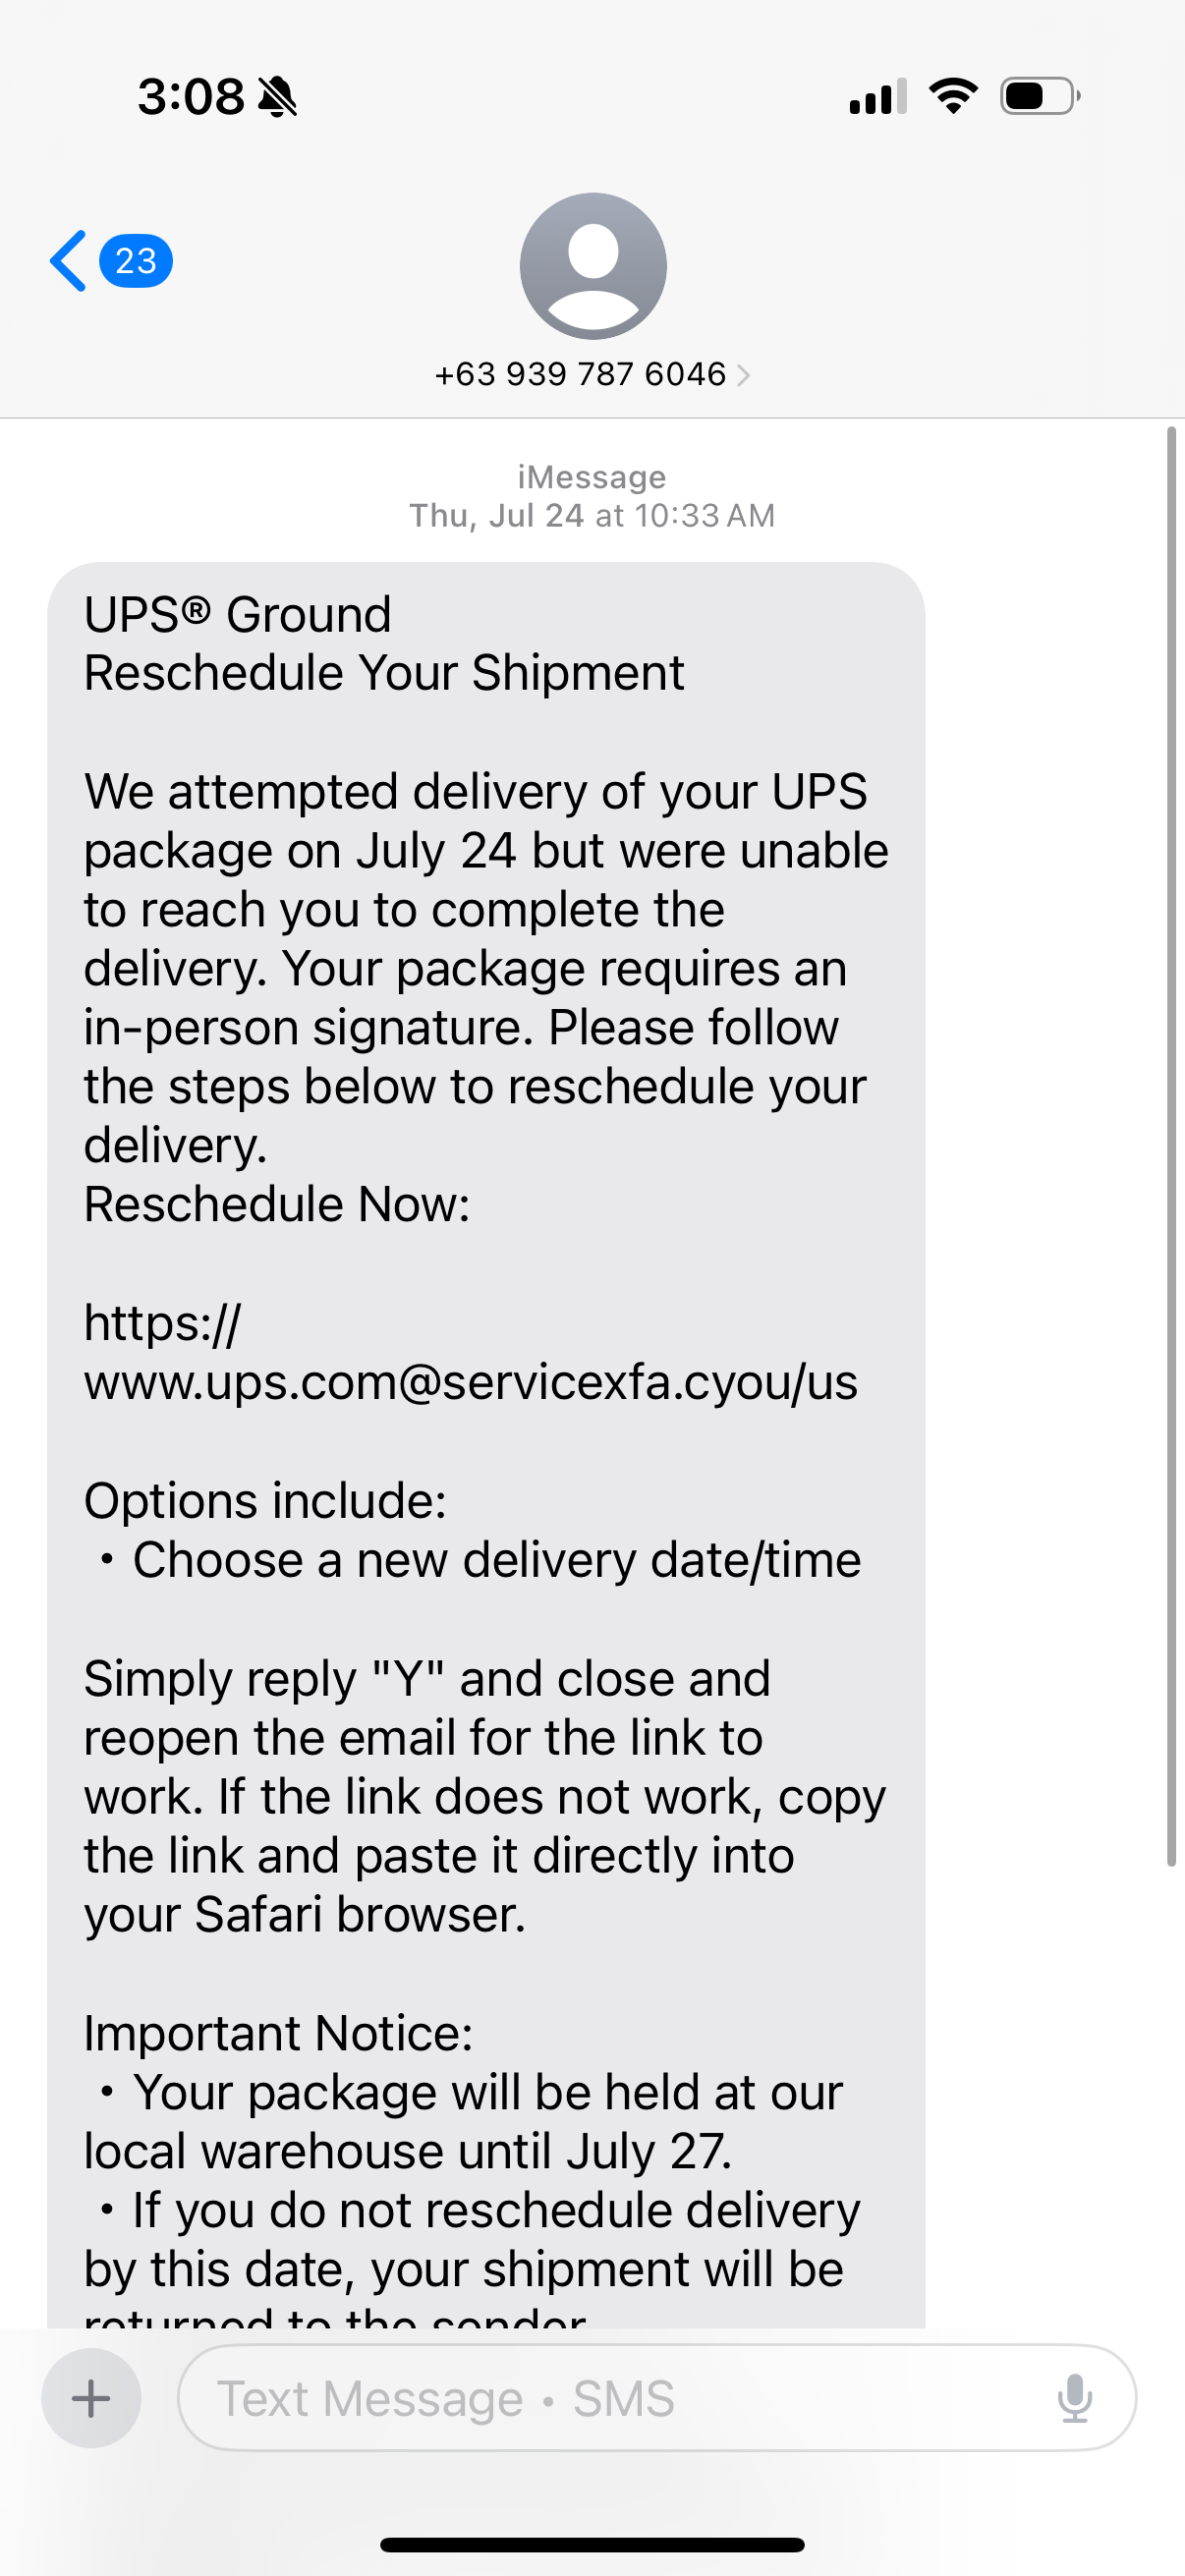 3:08
23
+63 939 787 6046
iMessage
Thu, Jul 24 at 10:33 AM
UPS® Ground
Reschedule Your Shipment
We attempted delivery of your UPS
package on July 24 but were unable
to reach you to complete the
delivery. Your package requires an
in-person signature. Please follow
the steps below to reschedule your
delivery.
Reschedule Now:
https://
www.ups.com@servicexfa.cyou/us
Options include:
• Choose a new delivery date/time
Simply reply "Y" and close and
reopen the email for the link to
work. If the link does not work, copy
the link and paste it directly into
your Safari browser.
Important Notice:
• Your package will be held at our
local warehouse until July 27.
• If you do not reschedule delivery
by this date, your shipment will be
returned to the sender
Text Message • SMS